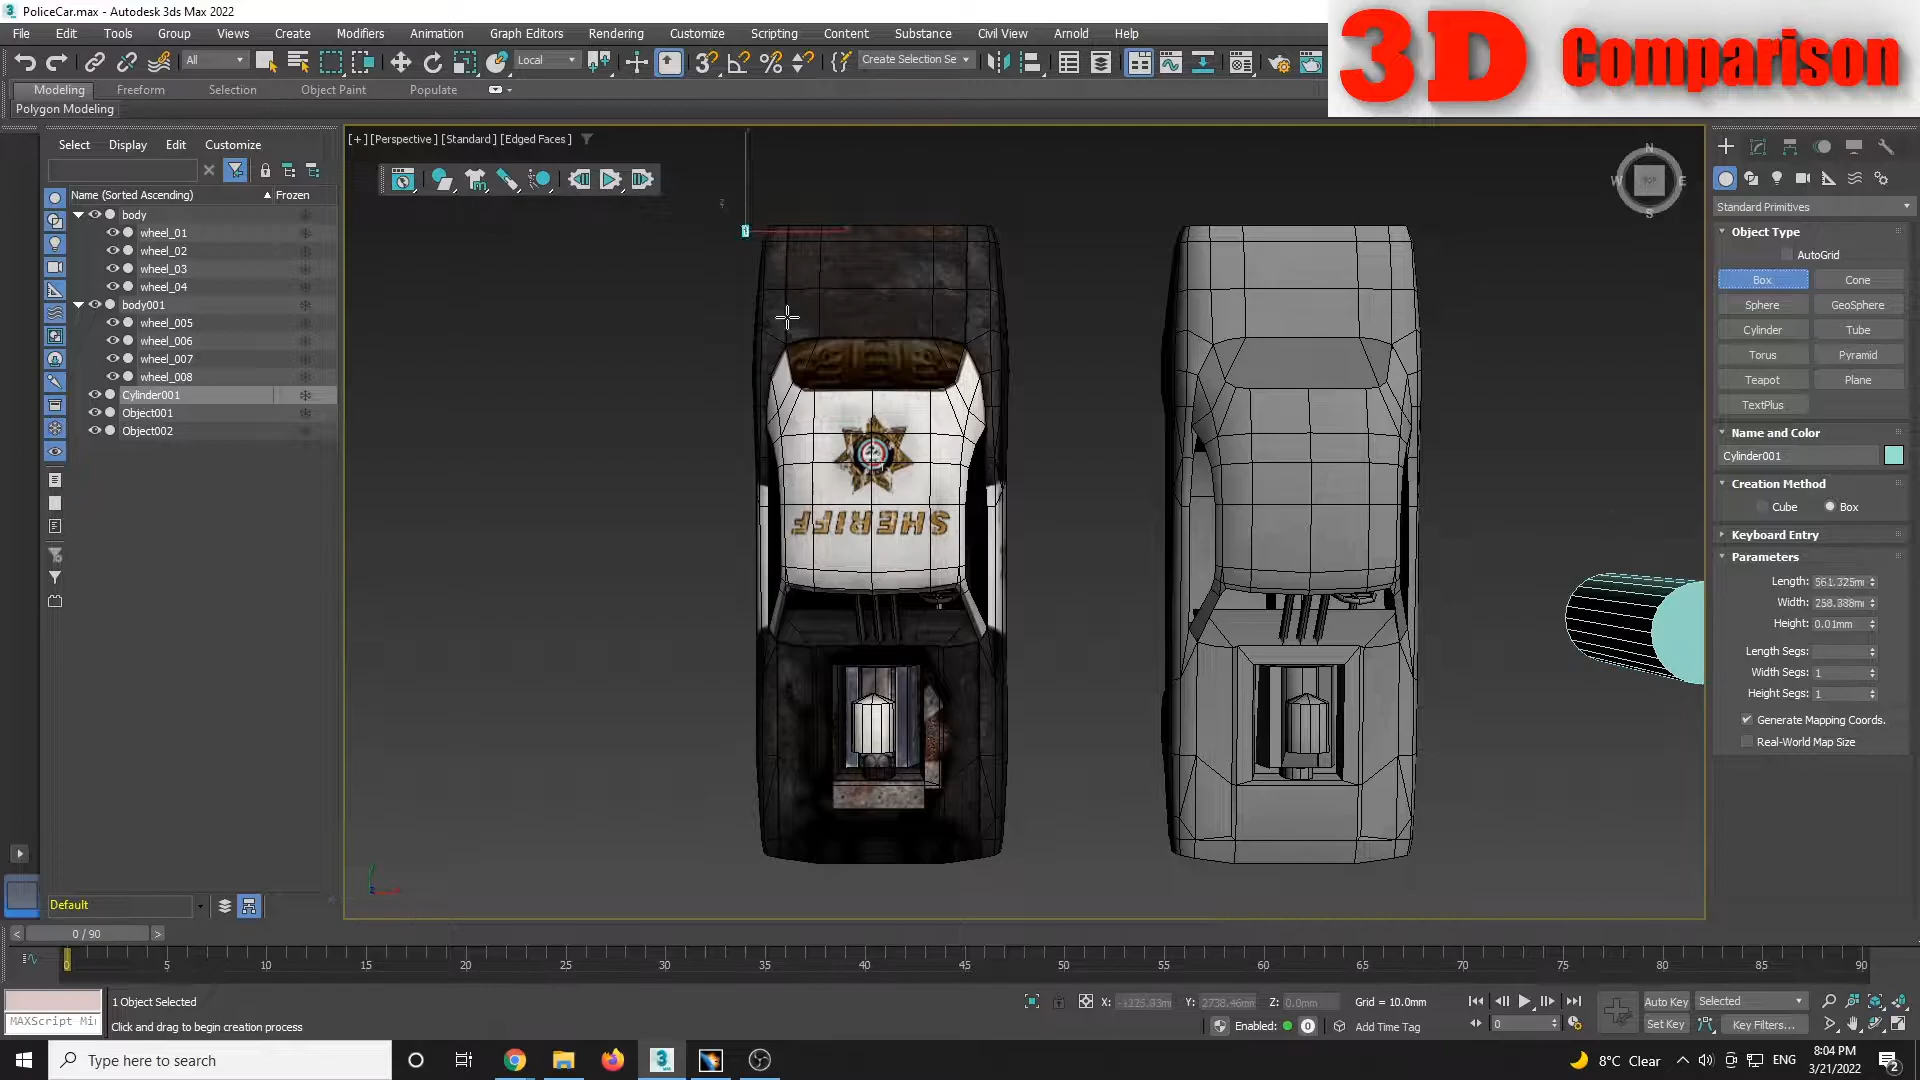 PoliceCar.max - Autodesk 3ds Max 2022
File Edit Tools Group Views Create Modifiers Animation Graph Editors Rendering Customize Scripting Content Substance Civil View Arnold Help
3D Comparison
All Local Create Selection Se
Modeling Freeform Selection Object Paint Populate
Polygon Modeling
Select Display Edit Customize
[+] [Perspective] [Standard] [Edged Faces]
Name (Sorted Ascending) Frozen
body
wheel_01
wheel_02
wheel_03
wheel_04
body001
wheel_005
wheel_006
wheel_007
wheel_008
Cylinder001
Object001
Object002
SHERIFF
N
W E
S
Standard Primitives
Object Type
AutoGrid
Box Cone
Sphere GeoSphere
Cylinder Tube
Torus Pyramid
Teapot Plane
TextPlus
Name and Color
Cylinder001
Creation Method
Cube Box
Keyboard Entry
Parameters
Length: 561.325m
Width: 258.388m
Height: 0.01mm
Length Segs:
Width Segs: 1
Height Segs: 1
Generate Mapping Coords.
Real-World Map Size
Default
< 0 / 90 >
0 5 10 15 20 25 30 35 40 45 50 55 60 65 70 75 80 85 90
1 Object Selected
MAXScript Mi
Click and drag to begin creation process
X: Y: 2738.46mm Z: 0.0mm Grid = 10.0mm
Enabled: 0 Add Time Tag
0
Auto Key Selected
Set Key Key Filters...
Type here to search
8°C Clear ENG 8:04 PM
3/21/2022
2